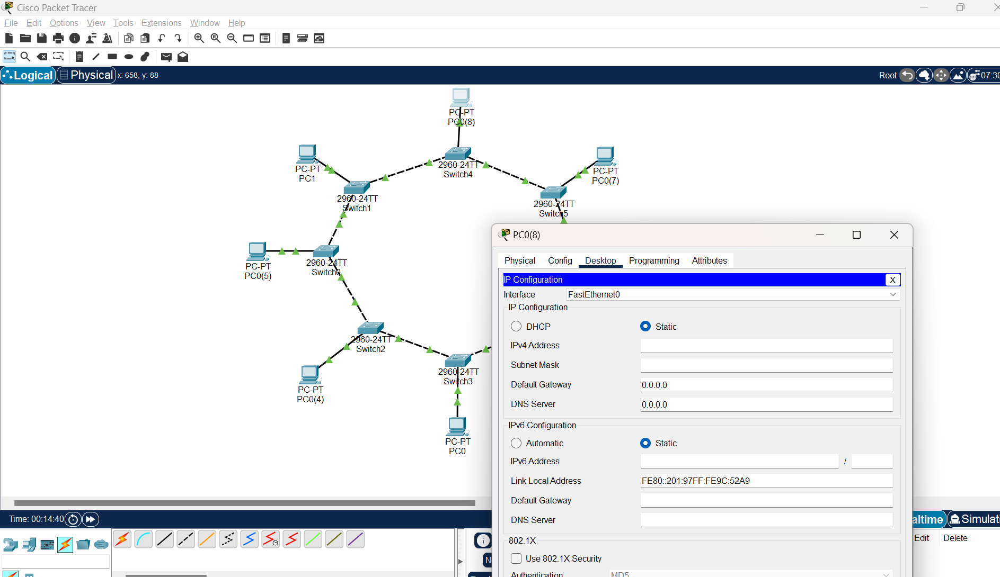 Cisco Packet Tracer
File Edit Options View Tools Extensions Window Help
Logical Physical x: 658, y: 88 Root 07:30
PC-PT
PC0(8)
PC-PT
PC1
2960-24TT
Switch4
PC-PT
PC0(7)
2960-24TT
Switch1
2960-24TT
Switch5
PC-PT
PC0(5)
2960-24TT
Switch0
2960-24TT
Switch2
2960-24TT
Switch3
PC-PT
PC0(4)
PC-PT
PC0
PC0(8)
Physical Config Desktop Programming Attributes
IP Configuration X
Interface FastEthernet0
IP Configuration
DHCP Static
IPv4 Address
Subnet Mask
Default Gateway 0.0.0.0
DNS Server 0.0.0.0
IPv6 Configuration
Automatic Static
IPv6 Address /
Link Local Address FE80::201:97FF:FE9C:52A9
Default Gateway
DNS Server
802.1X
Use 802.1X Security
Authentication MD5
Time: 00:14:40
altime Simulati
Edit Delete
N